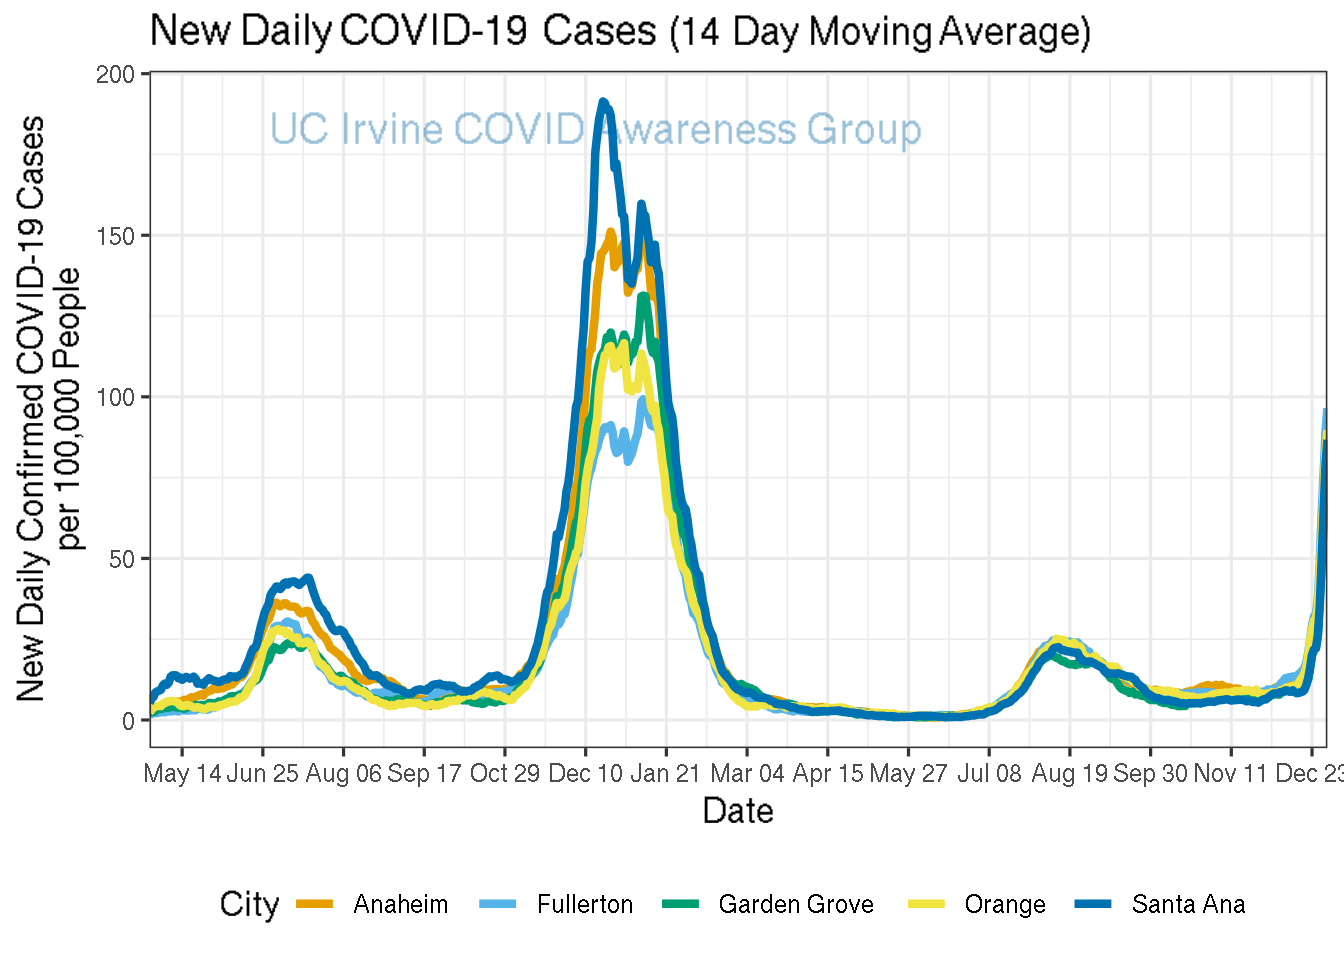 New Daily COVID-19 Cases (14 Day Moving Average)
UC Irvine COVID Awareness Group
New Daily Confirmed COVID-19 Cases
per 100,000 People
200
150
100
50
0
May 14 Jun 25 Aug 06 Sep 17 Oct 29 Dec 10 Jan 21 Mar 04 Apr 15 May 27 Jul 08 Aug 19 Sep 30 Nov 11 Dec 23
Date
City Anaheim Fullerton Garden Grove Orange Santa Ana